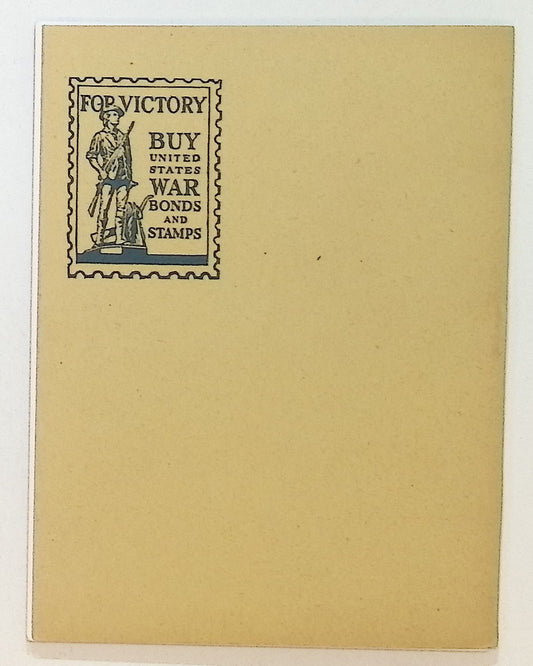 FOR VICTORY
BUY
UNITED
STATES
WAR
BONDS
AND
STAMPS